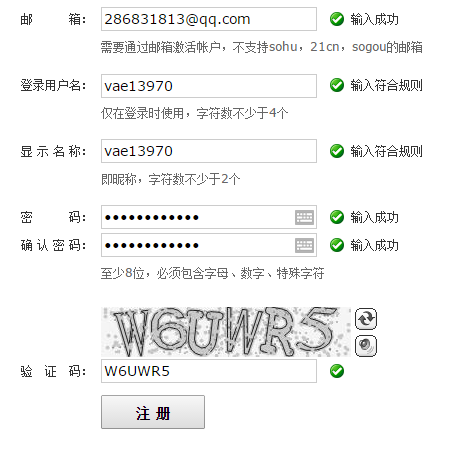 邮 箱: 286831813@qq.com 输入成功
需要通过邮箱激活帐户，不支持sohu，21cn，sogou的邮箱
登录用户名: vae13970 输入符合规则
仅在登录时使用，字符数不少于4个
显示名称: vae13970 输入符合规则
即昵称，字符数不少于2个
密 码: •••••••••••• 输入成功
确认密码: •••••••••••• 输入成功
至少8位，必须包含字母、数字、特殊字符
W6UWR5
验 证 码: W6UWR5
注 册